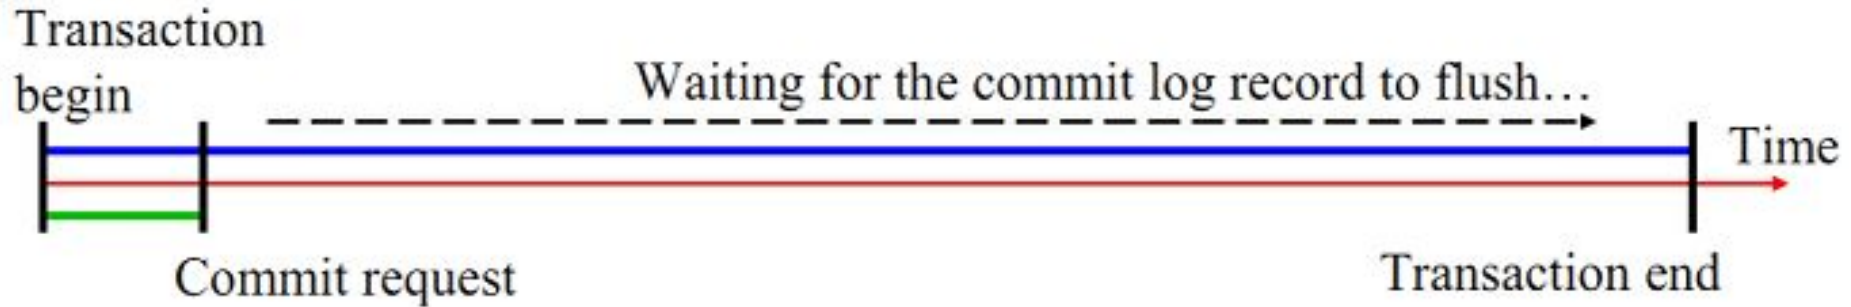 Transaction
begin
Waiting for the commit log record to flush…
Time
Commit request
Transaction end